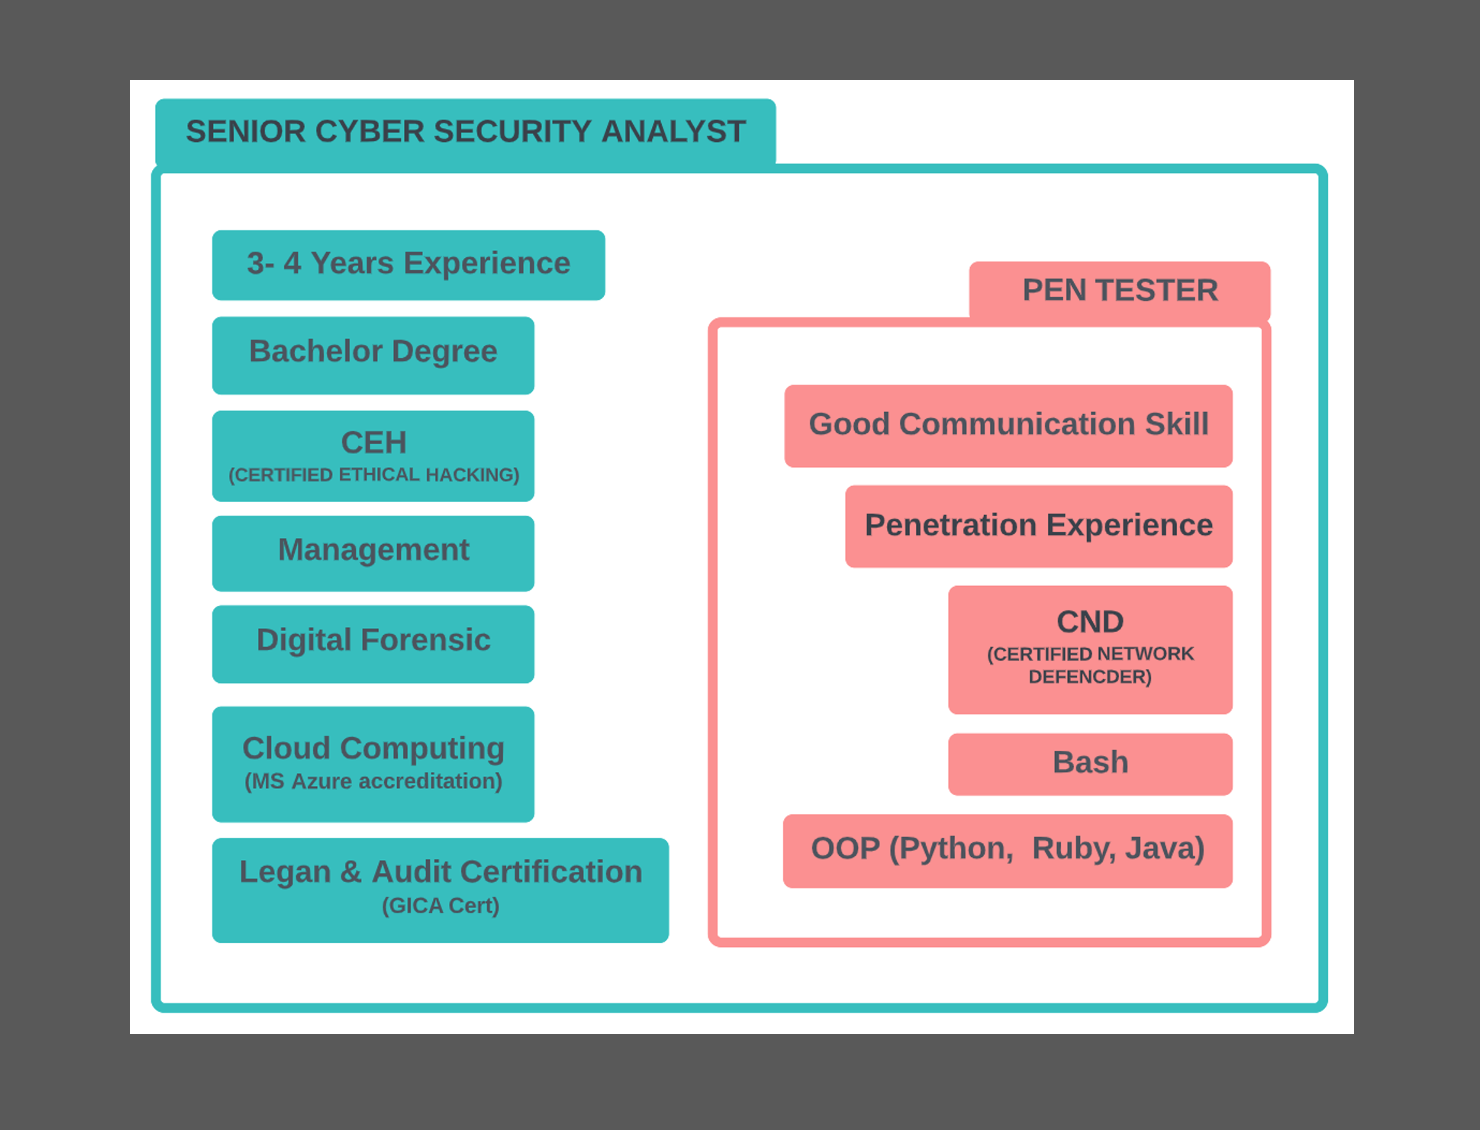 SENIOR CYBER SECURITY ANALYST
3- 4 Years Experience
Bachelor Degree
CEH
(CERTIFIED ETHICAL HACKING)
Management
Digital Forensic
Cloud Computing
(MS Azure accreditation)
Legan & Audit Certification
(GICA Cert)
PEN TESTER
Good Communication Skill
Penetration Experience
CND
(CERTIFIED NETWORK
DEFENCDER)
Bash
OOP (Python,  Ruby, Java)